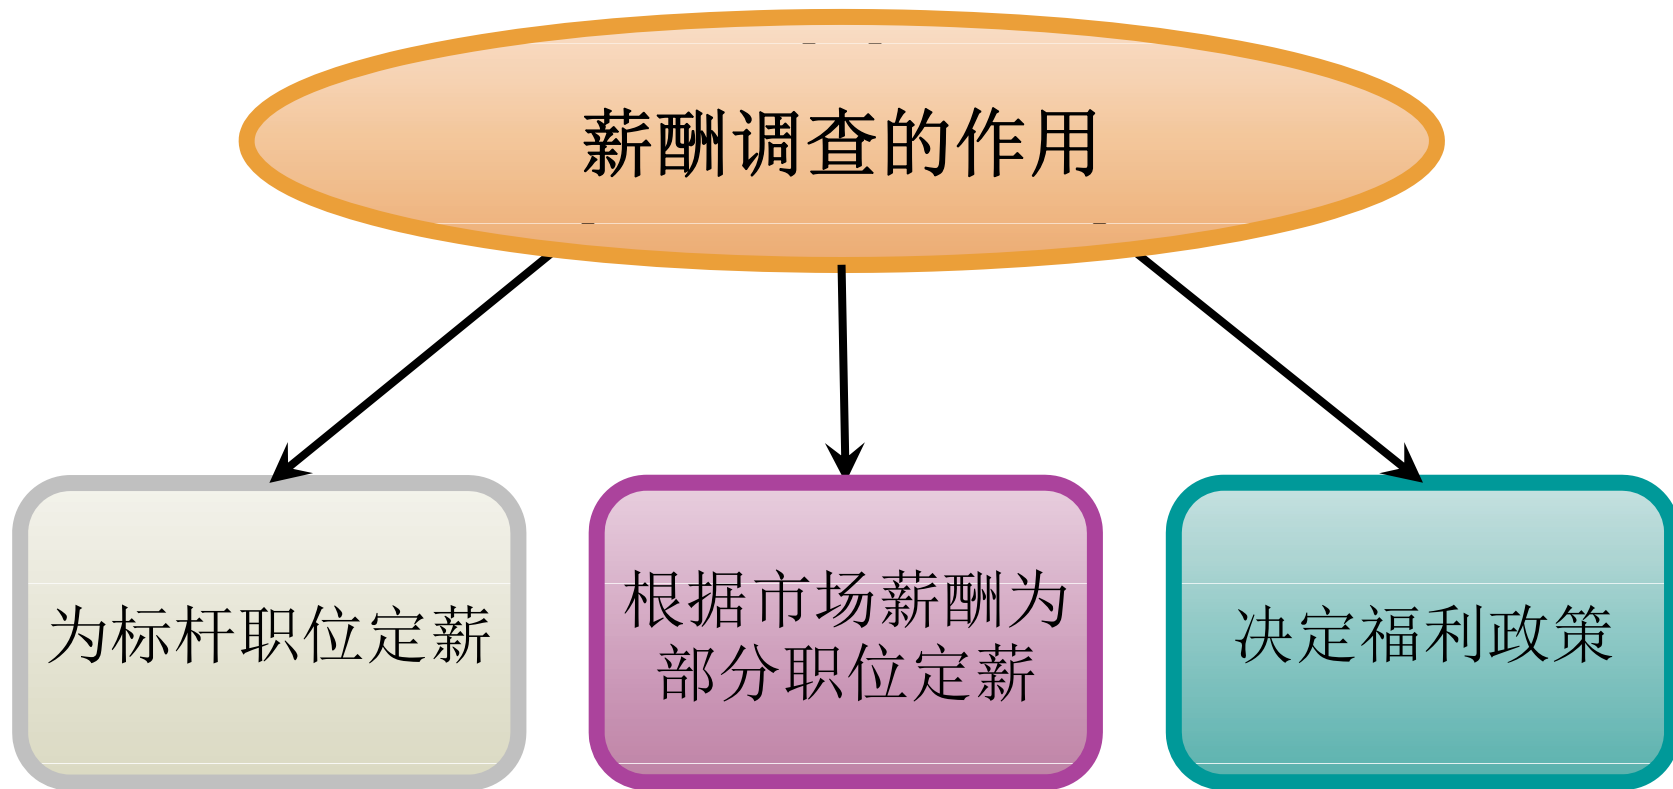 薪酬调查的作用
为标杆职位定薪
根据市场薪酬为
部分职位定薪
决定福利政策